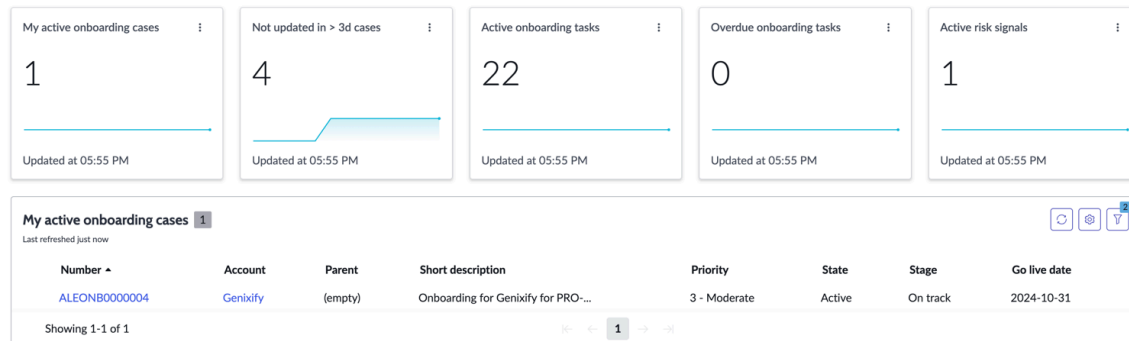 My active onboarding cases
1
Updated at 05:55 PM
Not updated in > 3d cases
4
Updated at 05:55 PM
Active onboarding tasks
22
Updated at 05:55 PM
Overdue onboarding tasks
0
Updated at 05:55 PM
Active risk signals
1
Updated at 05:55 PM
My active onboarding cases 1
2
Last refreshed just now
Number Account Parent Short description Priority State Stage Go live date
ALEONB0000004 Genixify (empty) Onboarding for Genixify for PRO-... 3 - Moderate Active On track 2024-10-31
Showing 1-1 of 1
1